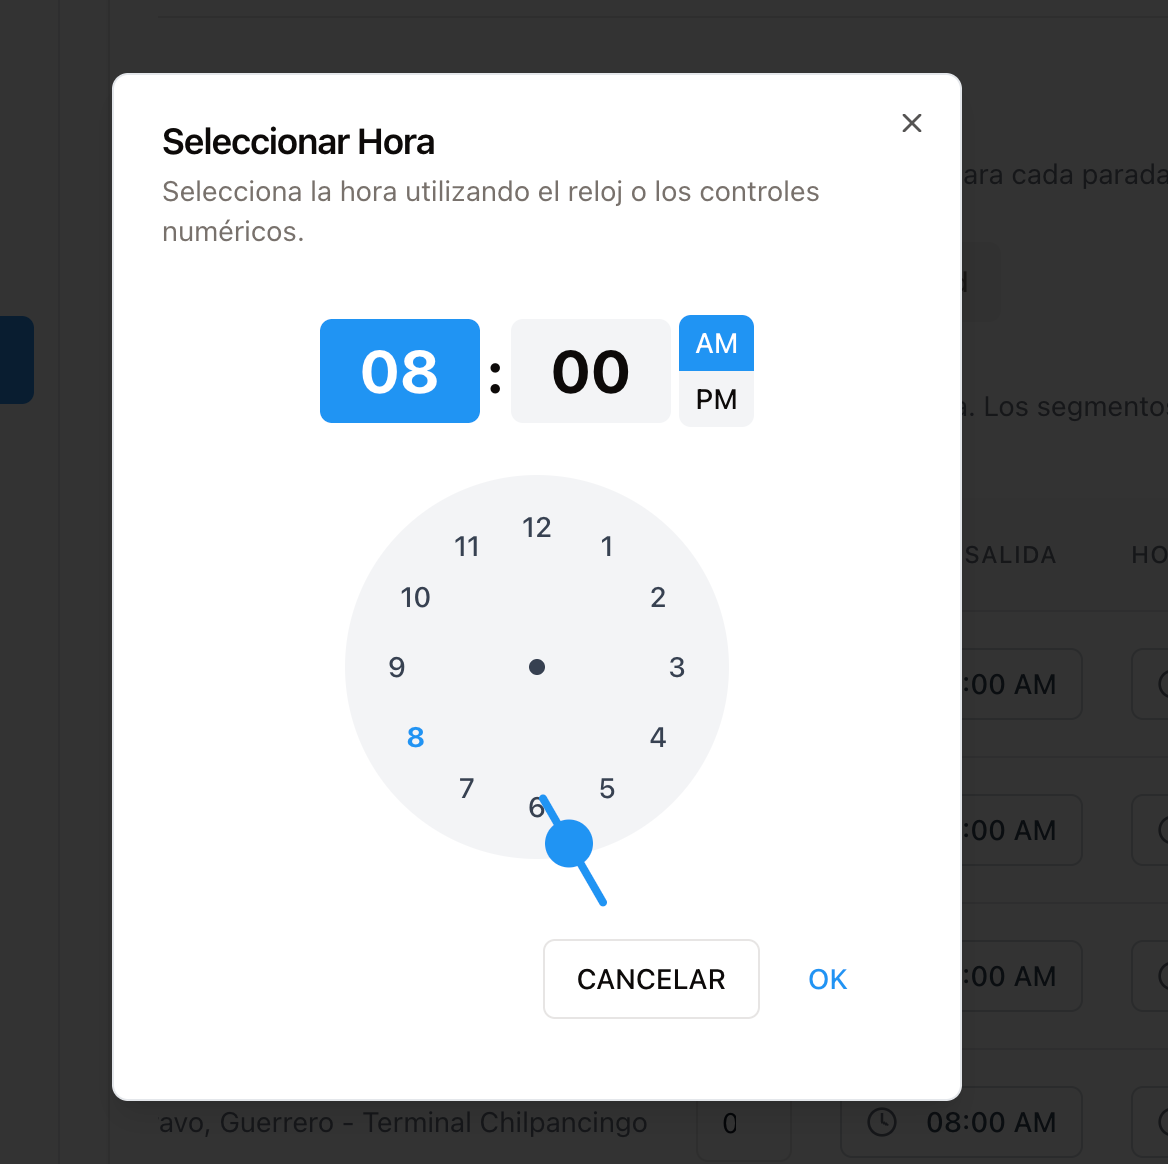 Seleccionar Hora
ara cada parada
Selecciona la hora utilizando el reloj o los controles
numéricos.
08 : 00
AM
PM
. Los segmentos
12
11 1
10 2
SALIDA HO
9 3
:00 AM
8 4
7 5
6
:00 AM
CANCELAR OK
:00 AM
avo, Guerrero - Terminal Chilpancingo 0 08:00 AM